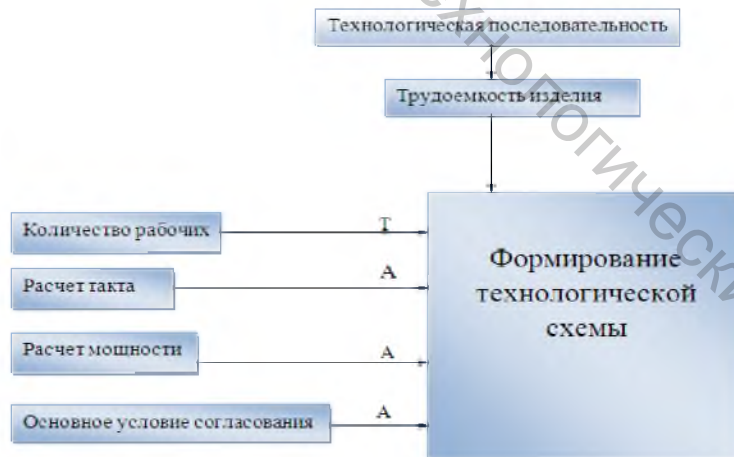 Технологическая последовательность
Трудоемкость изделия
Количество рабочих
Т
Расчет такта
А
Расчет мощности
А
Основное условие согласования
А
Формирование
технологической
схемы